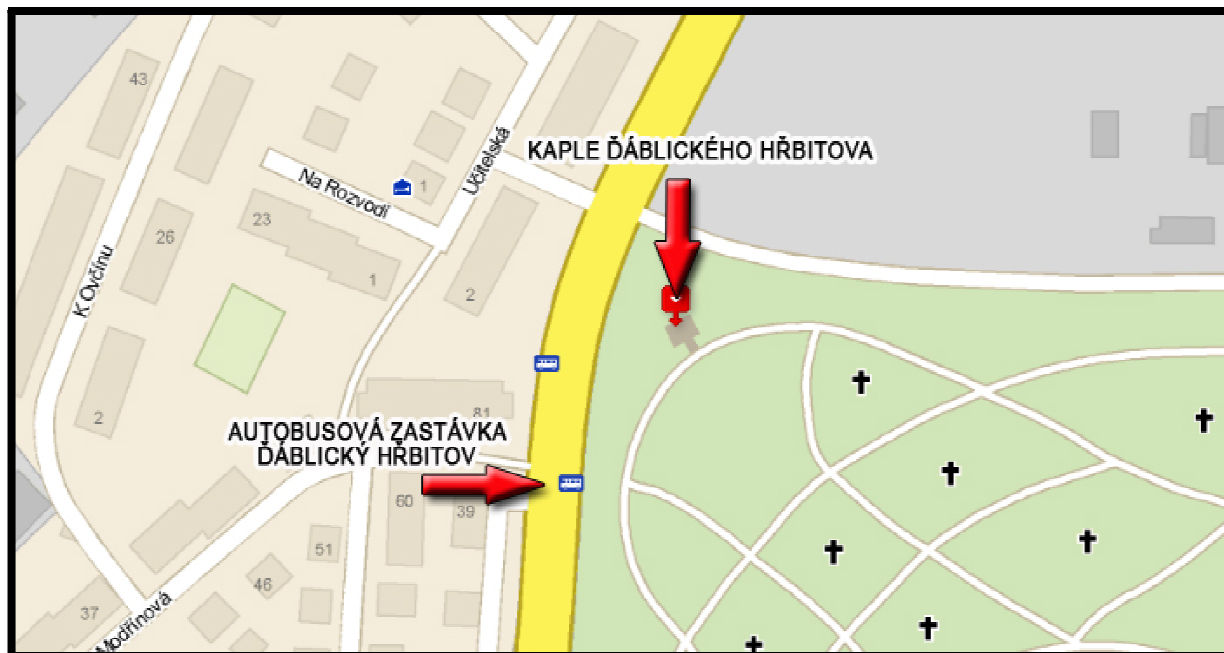 43
Učitelská
KAPLE ĎÁBLICKÉHO HŘBITOVA
Na Rozvodí
1
23
26
K Ovčínu
1
2
2
81
AUTOBUSOVÁ ZASTÁVKA
ĎÁBLICKÝ HŘBITOV
60
39
51
46
37
Modřínová